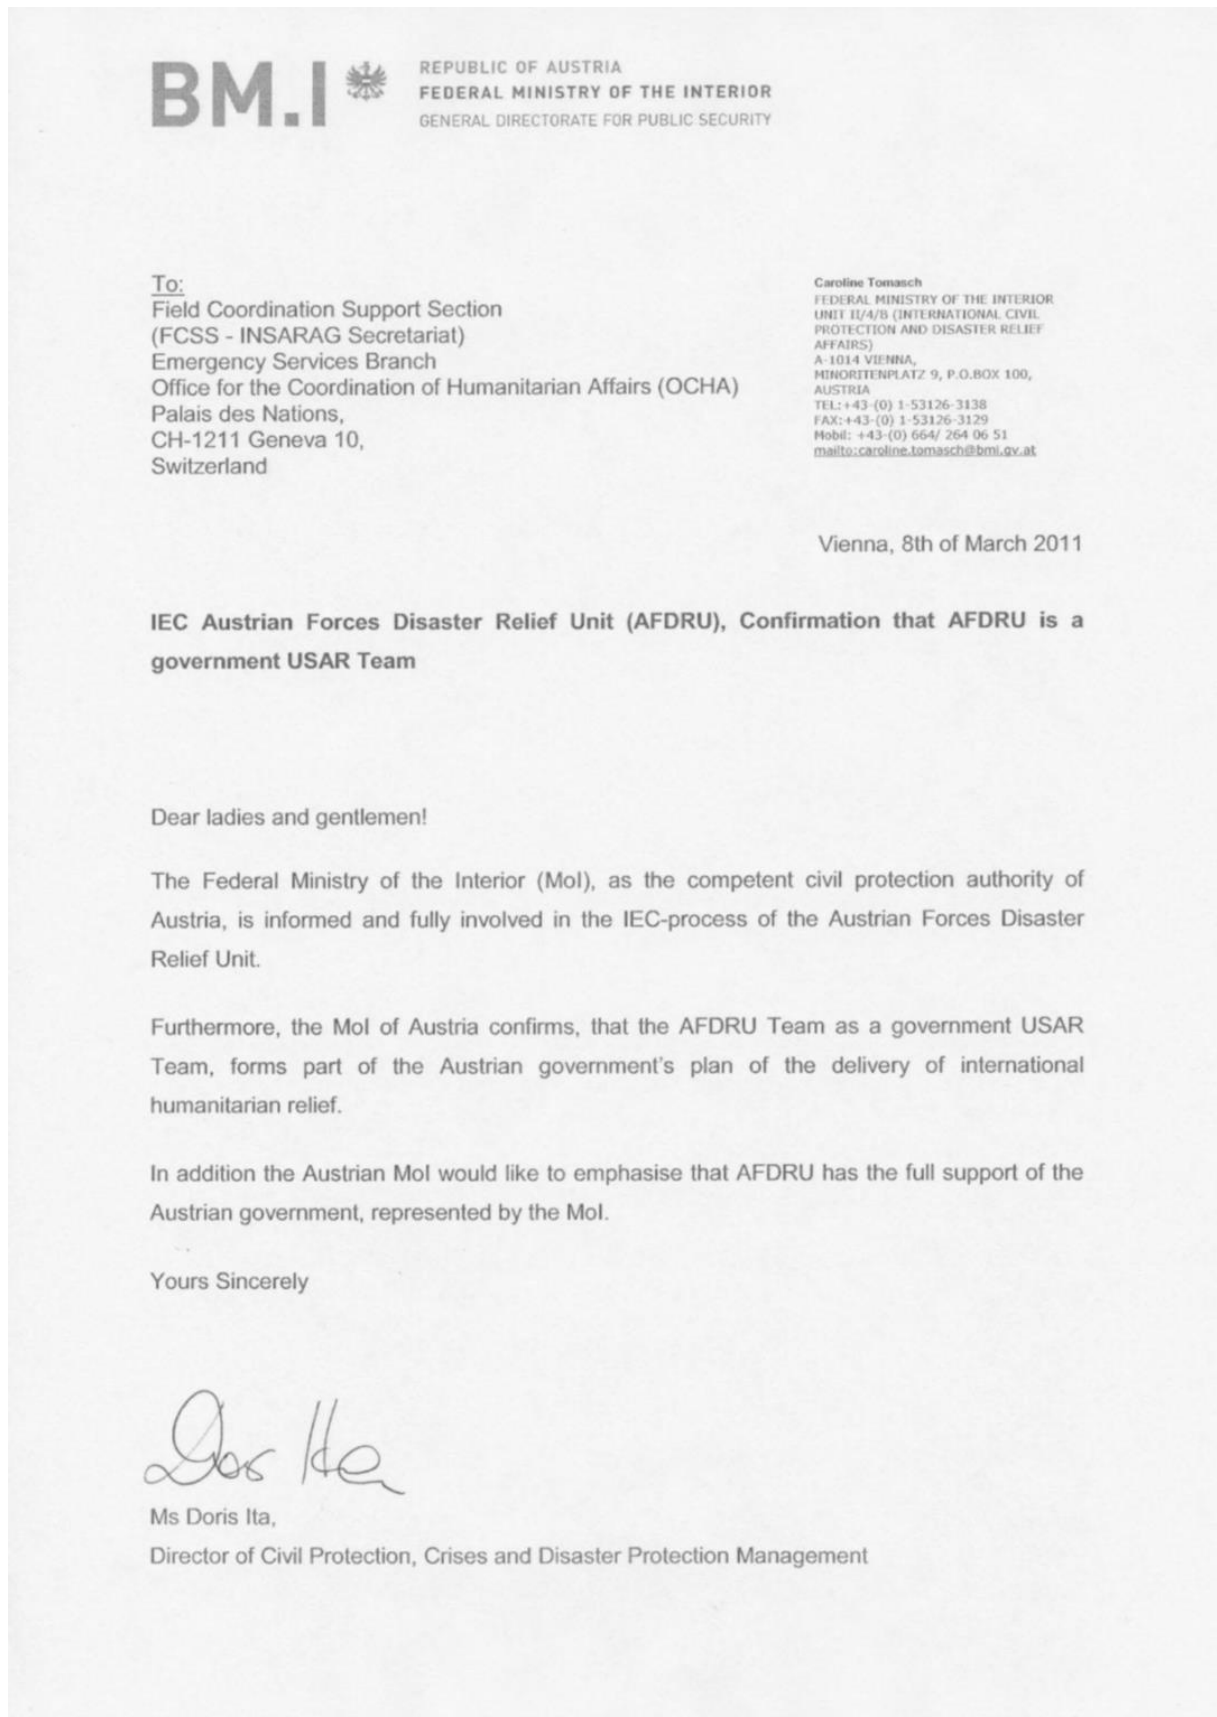 BM.I
REPUBLIC OF AUSTRIA
FEDERAL MINISTRY OF THE INTERIOR
GENERAL DIRECTORATE FOR PUBLIC SECURITY
To:
Field Coordination Support Section
(FCSS - INSARAG Secretariat)
Emergency Services Branch
Office for the Coordination of Humanitarian Affairs (OCHA)
Palais des Nations,
CH-1211 Geneva 10,
Switzerland
Caroline Tomasch
FEDERAL MINISTRY OF THE INTERIOR
UNIT II/4/B (INTERNATIONAL CIVIL
PROTECTION AND DISASTER RELIEF
AFFAIRS)
A-1014 VIENNA,
MINORITENPLATZ 9, P.O.BOX 100,
AUSTRIA
TEL:+43-(0) 1-53126-3138
FAX:+43-(0) 1-53126-3129
Mobil: +43-(0) 664/ 264 06 51
mailto:caroline.tomasch@bmi.gv.at
Vienna, 8th of March 2011
IEC Austrian Forces Disaster Relief Unit (AFDRU), Confirmation that AFDRU is a
government USAR Team
Dear ladies and gentlemen!
The Federal Ministry of the Interior (MoI), as the competent civil protection authority of
Austria, is informed and fully involved in the IEC-process of the Austrian Forces Disaster
Relief Unit.
Furthermore, the MoI of Austria confirms, that the AFDRU Team as a government USAR
Team, forms part of the Austrian government's plan of the delivery of international
humanitarian relief.
In addition the Austrian MoI would like to emphasise that AFDRU has the full support of the
Austrian government, represented by the MoI.
Yours Sincerely
Ms Doris Ita,
Director of Civil Protection, Crises and Disaster Protection Management